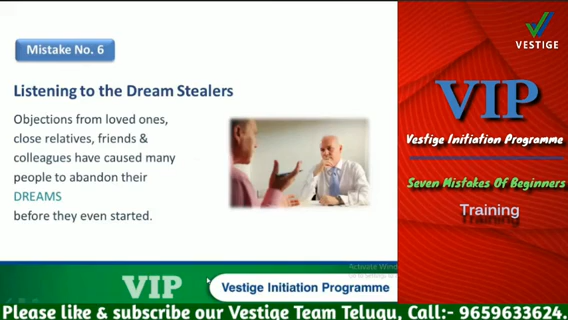 Mistake No. 6
Listening to the Dream Stealers
Objections from loved ones,
close relatives, friends &
colleagues have caused many
people to abandon their
DREAMS
before they even started.
VIP
Vestige Initiation Programme
VESTIGE
VIP
Vestige Initiation Programme
Seven Mistakes Of Beginners
Training
Activate Wind
Please like & subscribe our Vestige Team Telugu, Call:- 9659633624.